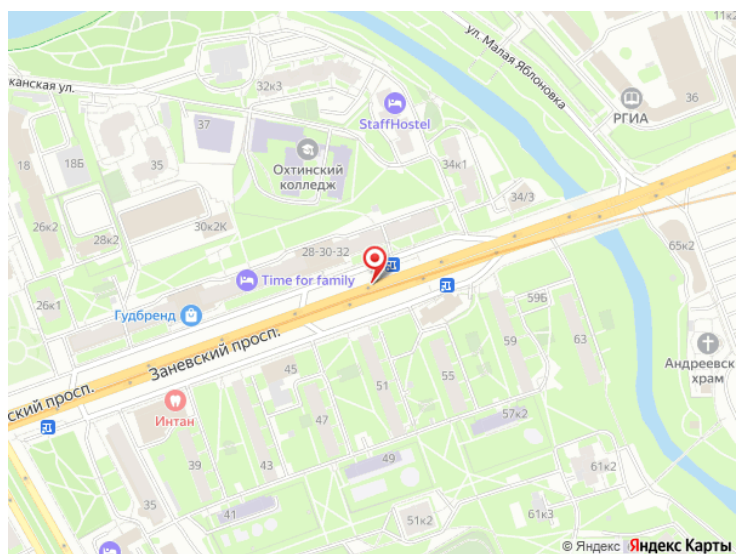 11к2
ул. Малая Яблоновка
канская ул.
32к3
StaffHostel
РГИА
36
37
18
18Б
35
Охтинский
колледж
34к1
34/3
26к2
28к2
30к2К
28-30-32
65к2
Time for family
26к1
Гудбренд
59Б
59
63
Заневский просп.
ский просп.
45
51
55
Андреевск
храм
Интан
47
57к2
39
43
49
61к2
35
41
51к2
61к3
© Яндекс Яндекс Карты